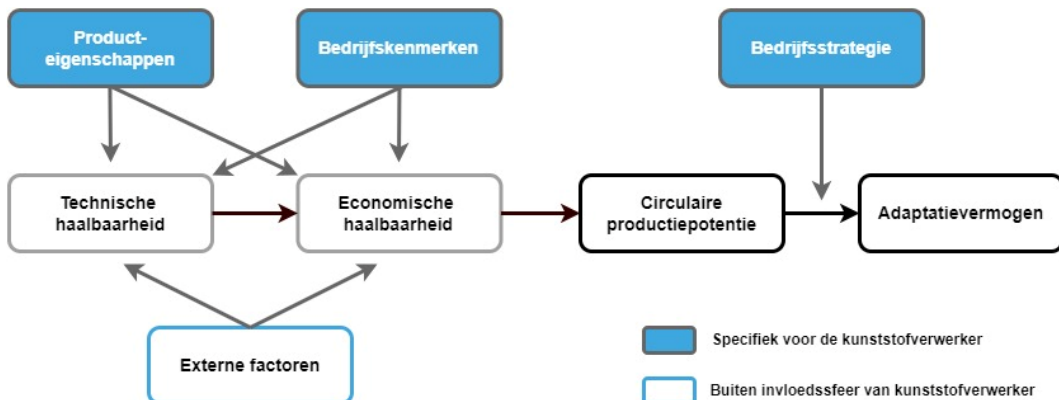 Product-
eigenschappen
Bedrijfskenmerken
Bedrijfsstrategie
Technische
haalbaarheid
Economische
haalbaarheid
Circulaire
productiepotentie
Adaptatievermogen
Externe factoren
Specifiek voor de kunststofverwerker
Buiten invloedssfeer van kunststofverwerker